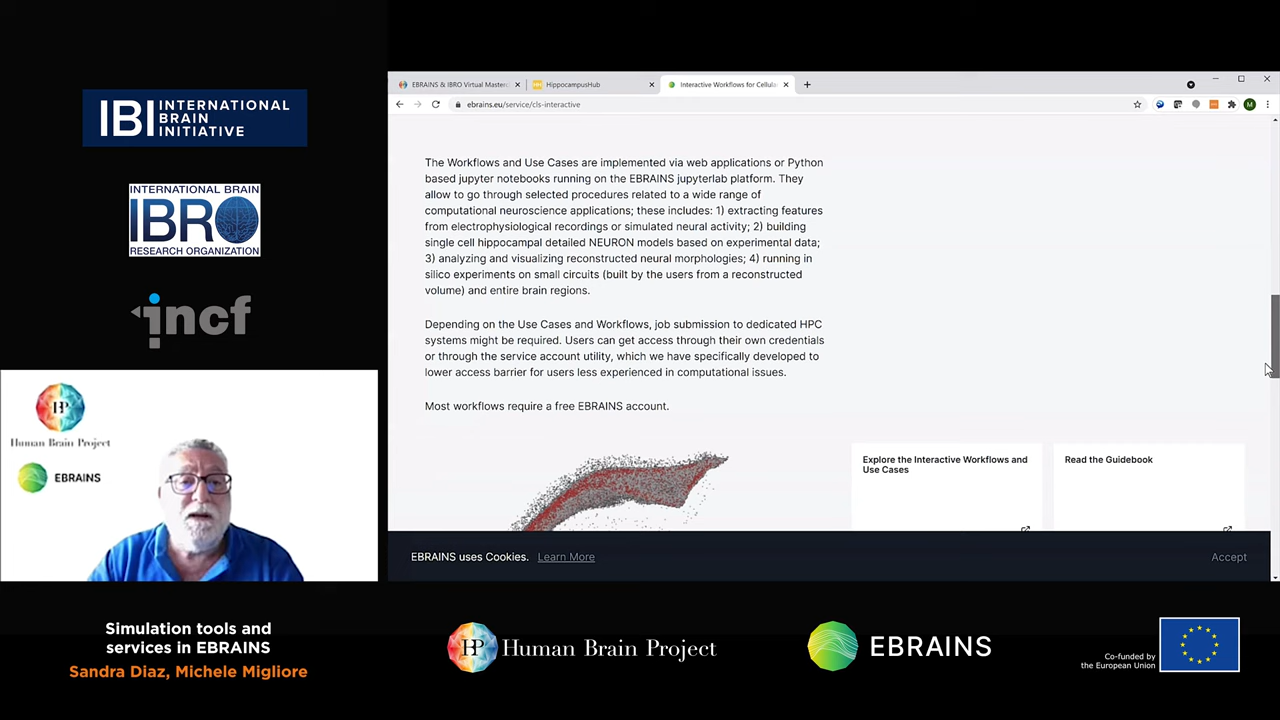 IBI INTERNATIONAL
BRAIN
INITIATIVE
INTERNATIONAL BRAIN
IBRO
RESEARCH ORGANIZATION
incf
HBP
Human Brain Project
EBRAINS
Simulation tools and
services in EBRAINS
Sandra Diaz, Michele Migliore
EBRAINS & IBRO Virtual Master
HippocampusHub
Interactive Workflows for Cellula
ebrains.eu/service/cls-interactive
M
The Workflows and Use Cases are implemented via web applications or Python
based jupyter notebooks running on the EBRAINS jupyterlab platform. They
allow to go through selected procedures related to a wide range of
computational neuroscience applications; these includes: 1) extracting features
from electrophysiological recordings or simulated neural activity; 2) building
single cell hippocampal detailed NEURON models based on experimental data;
3) analyzing and visualizing reconstructed neural morphologies; 4) running in
silico experiments on small circuits (built by the users from a reconstructed
volume) and entire brain regions.
Depending on the Use Cases and Workflows, job submission to dedicated HPC
systems might be required. Users can get access through their own credentials
or through the service account utility, which we have specifically developed to
lower access barrier for users less experienced in computational issues.
Most workflows require a free EBRAINS account.
Explore the Interactive Workflows and
Use Cases
Read the Guidebook
EBRAINS uses Cookies. Learn More
Accept
HBP Human Brain Project
EBRAINS
Co-funded by
the European Union